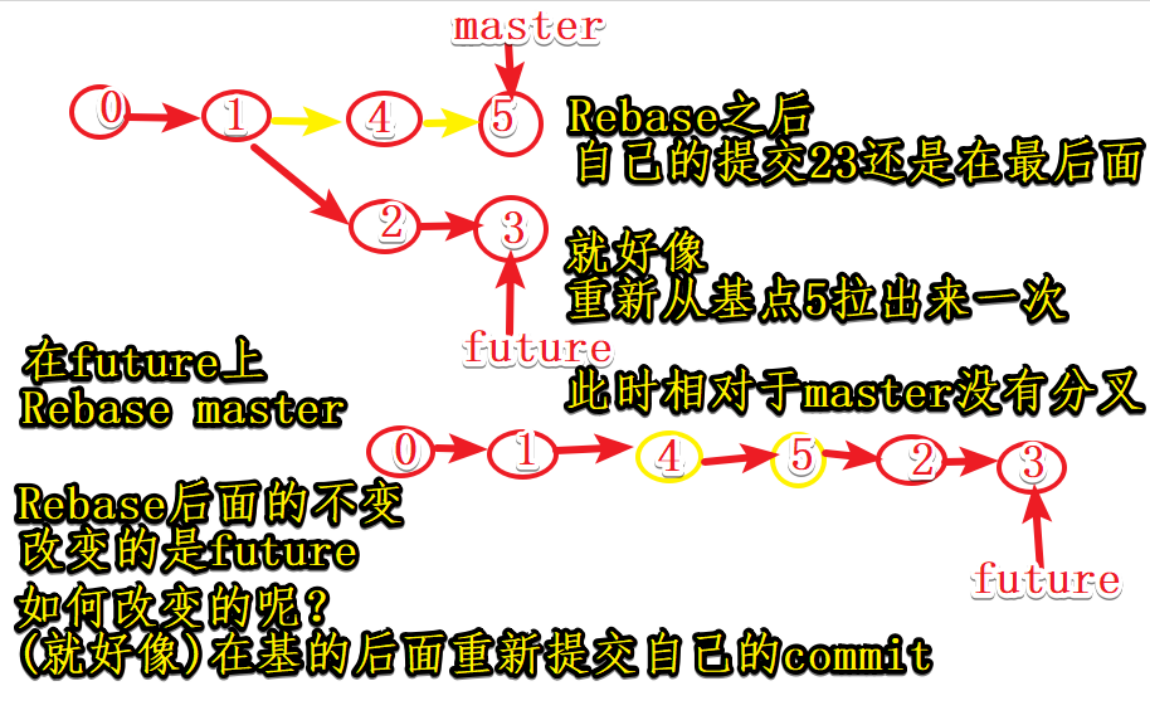 master
0 1 4 5
Rebase之后
自己的提交23还是在最后面
2 3
就好像
重新从基点5拉出来一次
future
在future上
Rebase master
此时相对于master没有分叉
0 1 4 5 2 3
Rebase后面的不变
改变的是future
future
如何改变的呢？
(就好像)在基的后面重新提交自己的commit